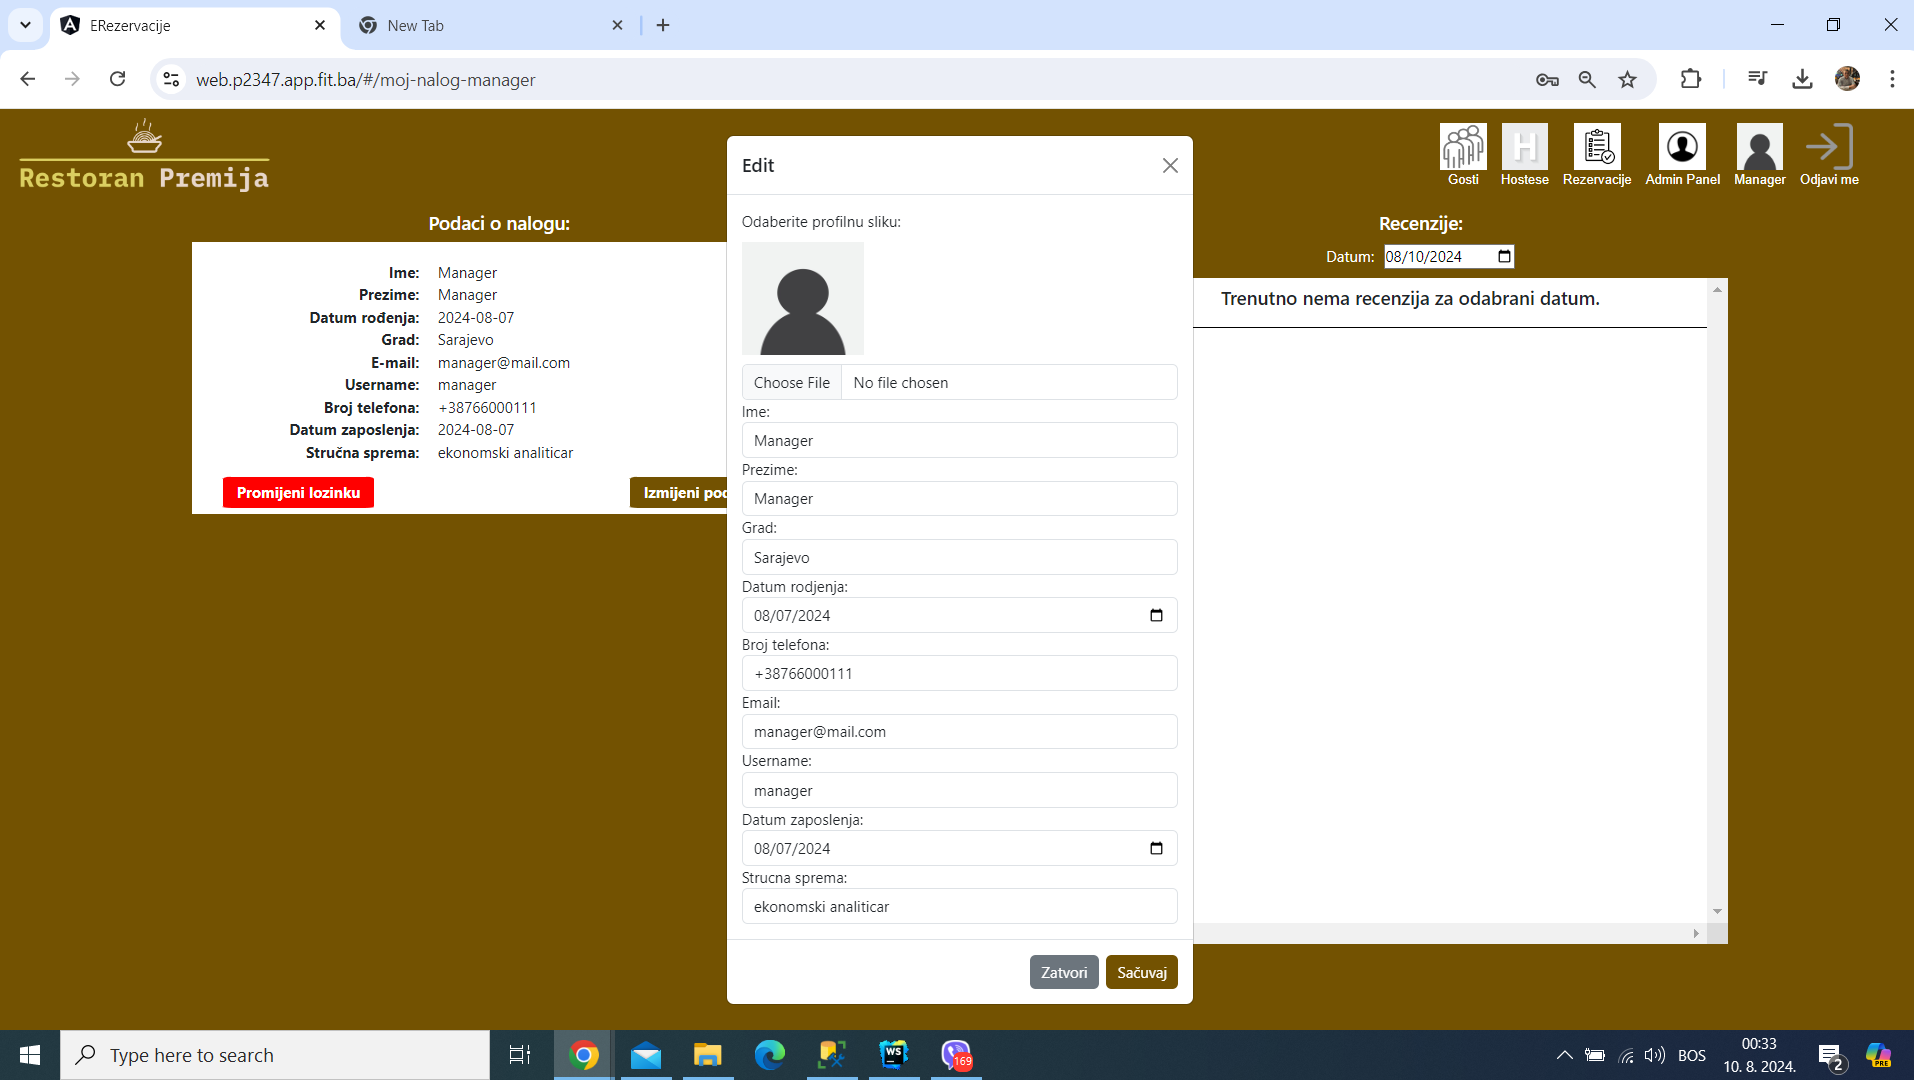 ERezervacije
New Tab
web.p2347.app.fit.ba/#/moj-nalog-manager
Restoran Premija
Gosti
H
Hostese
Rezervacije
Admin Panel
Manager
Odjavi me
Podaci o nalogu:
Ime: Manager
Prezime: Manager
Datum rođenja: 2024-08-07
Grad: Sarajevo
E-mail: manager@mail.com
Username: manager
Broj telefona: +38766000111
Datum zaposlenja: 2024-08-07
Stručna sprema: ekonomski analiticar
Promijeni lozinku
Izmijeni pod
Edit
Odaberite profilnu sliku:
Choose File No file chosen
Ime:
Manager
Prezime:
Manager
Grad:
Sarajevo
Datum rodjenja:
08/07/2024
Broj telefona:
+38766000111
Email:
manager@mail.com
Username:
manager
Datum zaposlenja:
08/07/2024
Strucna sprema:
ekonomski analiticar
Zatvori
Sačuvaj
Recenzije:
Datum: 08/10/2024
Trenutno nema recenzija za odabrani datum.
Type here to search
WS
169
BOS
00:33
10. 8. 2024.
2
PRE